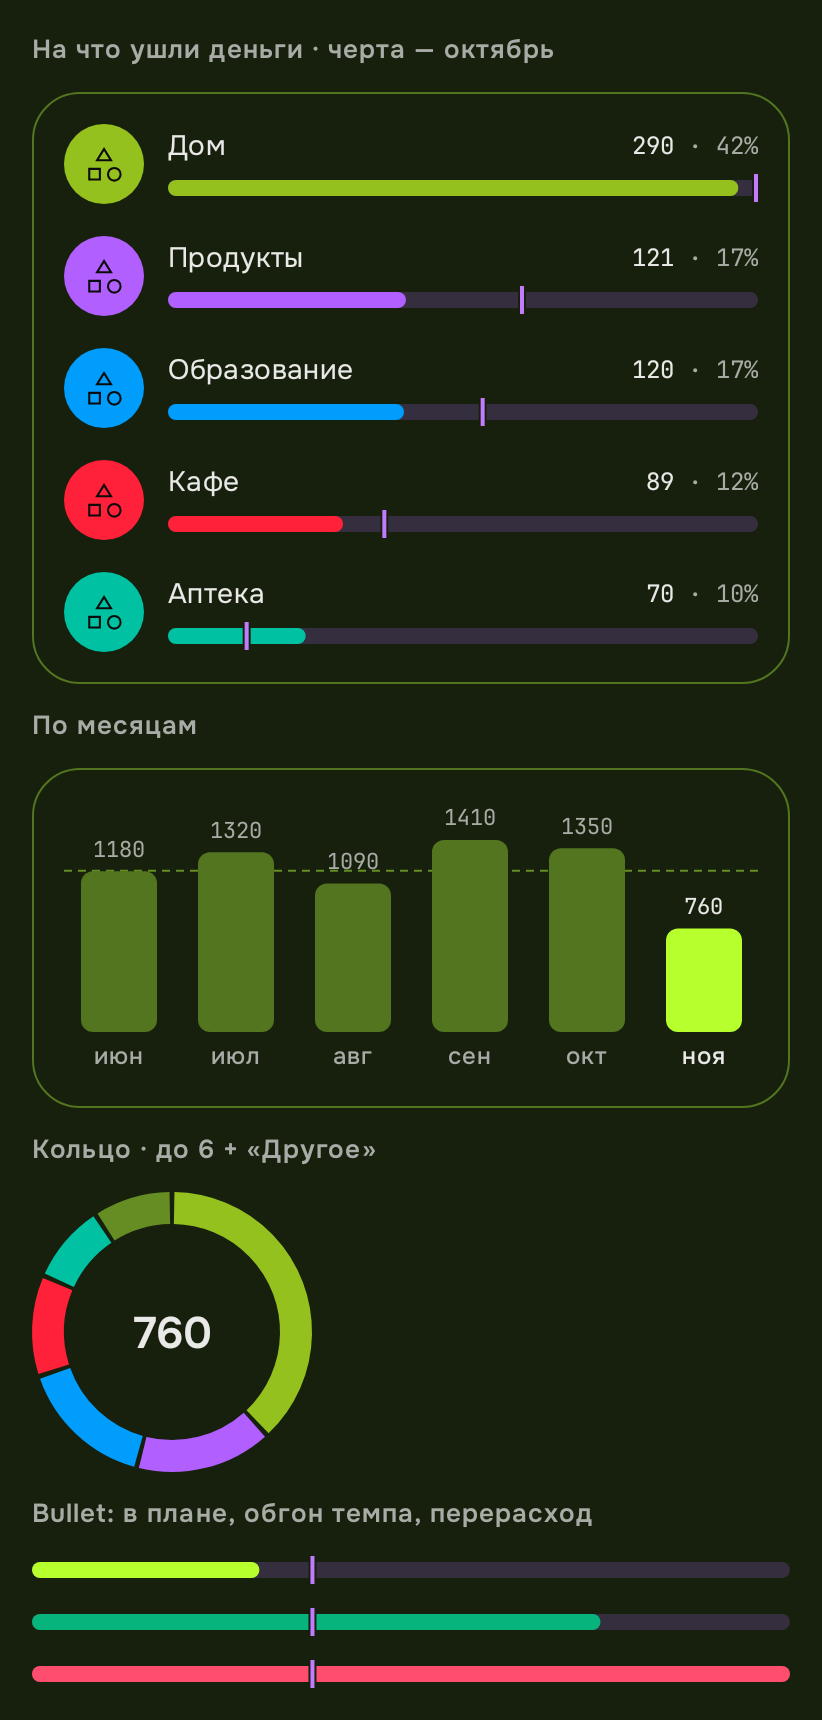 На что ушли деньги · черта — октябрь
Дом 290 · 42%
Продукты 121 · 17%
Образование 120 · 17%
Кафе 89 · 12%
Аптека 70 · 10%
По месяцам
1180 1320 1090 1410 1350 760
июн июл авг сен окт ноя
Кольцо · до 6 + «Другое»
760
Bullet: в плане, обгон темпа, перерасход